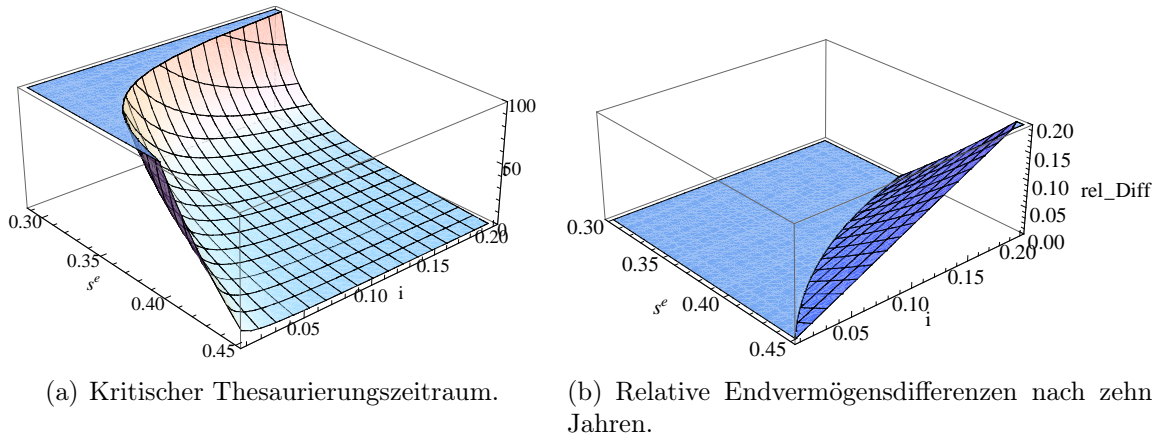 100
50
0
t
0.30
0.35
0.40
0.45
s^e
0.05
0.10
0.15
0.20
i
0.20
0.15
0.10
0.05
0.00
rel_Diff
0.30
0.35
0.40
0.45
s^e
0.05
0.10
0.15
0.20
i
(a) Kritischer Thesaurierungszeitraum.
(b) Relative Endvermögensdifferenzen nach zehn
Jahren.